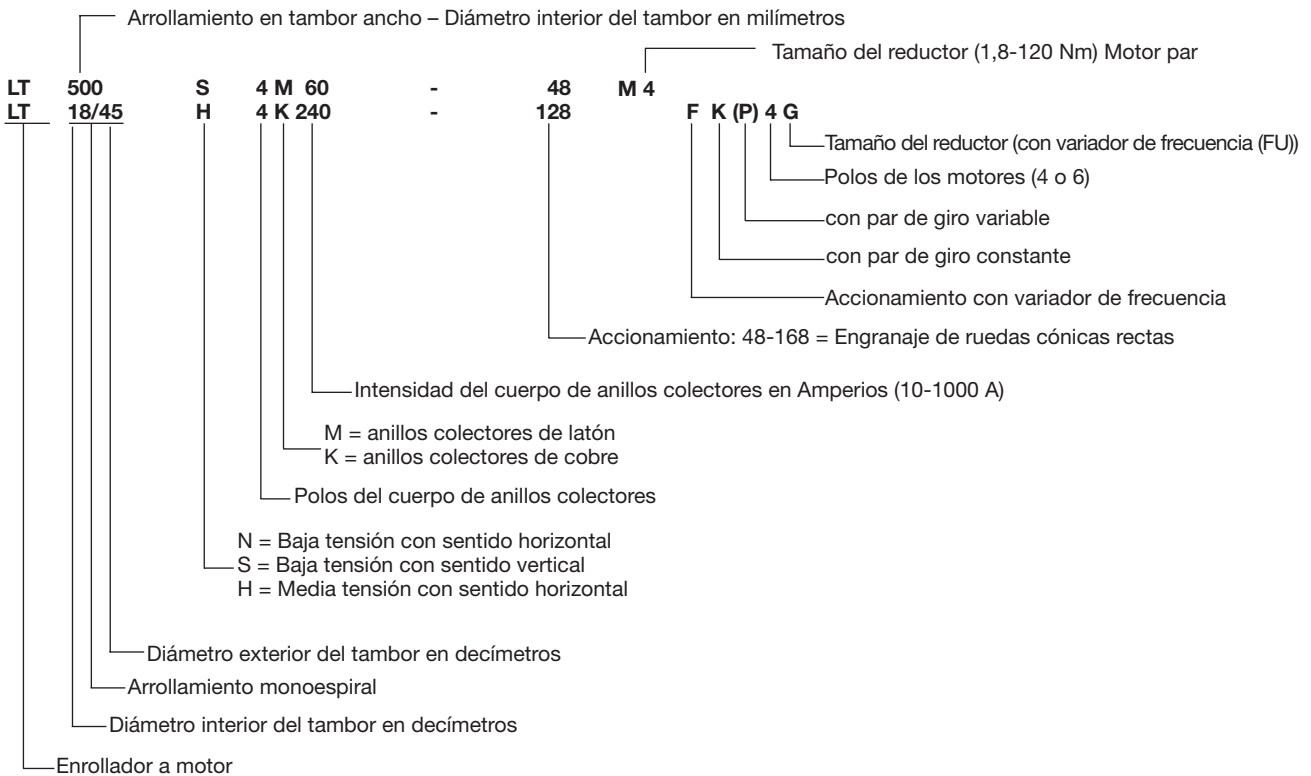 Arrollamiento en tambor ancho – Diámetro interior del tambor en milímetros
Tamaño del reductor (1,8-120 Nm) Motor par
LT 500 S 4 M 60 - 48 M 4
LT 18/45 H 4 K 240 - 128 F K (P) 4 G
Tamaño del reductor (con variador de frecuencia (FU))
Polos de los motores (4 o 6)
con par de giro variable
con par de giro constante
Accionamiento con variador de frecuencia
Accionamiento: 48-168 = Engranaje de ruedas cónicas rectas
Intensidad del cuerpo de anillos colectores en Amperios (10-1000 A)
M = anillos colectores de latón
K = anillos colectores de cobre
Polos del cuerpo de anillos colectores
N = Baja tensión con sentido horizontal
S = Baja tensión con sentido vertical
H = Media tensión con sentido horizontal
Diámetro exterior del tambor en decímetros
Arrollamiento monoespiral
Diámetro interior del tambor en decímetros
Enrollador a motor